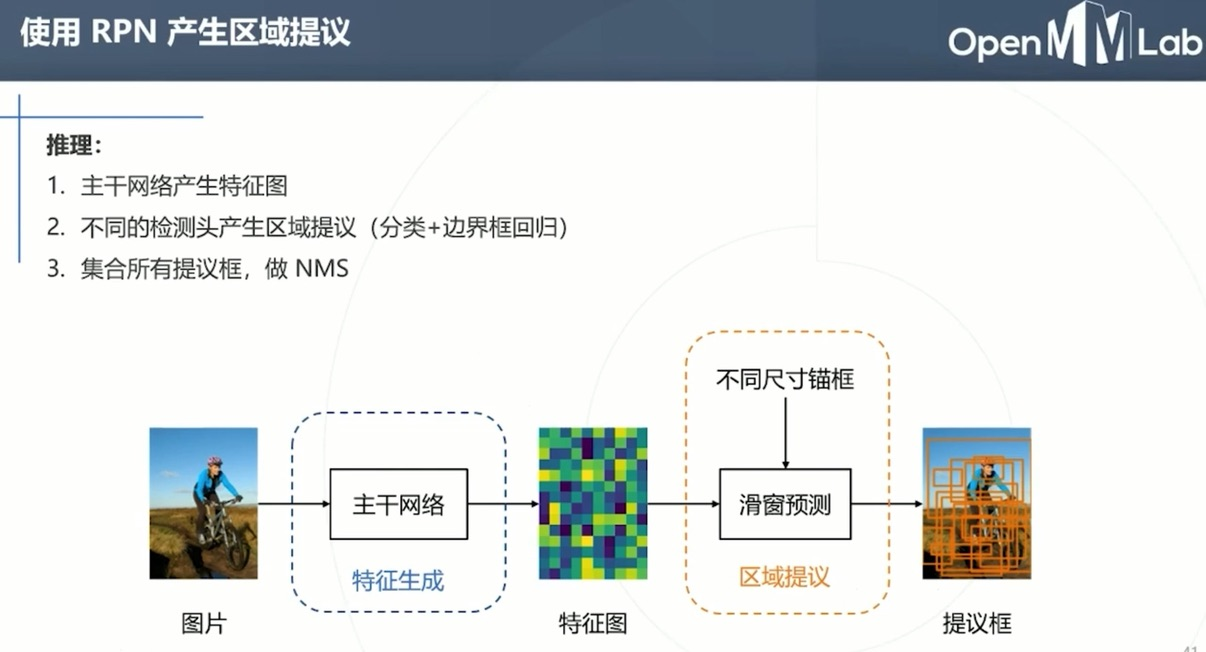 使用 RPN 产生区域提议
OpenMMLab
推理：
1. 主干网络产生特征图
2. 不同的检测头产生区域提议（分类+边界框回归）
3. 集合所有提议框，做 NMS
不同尺寸锚框
主干网络
滑窗预测
特征生成
区域提议
图片
特征图
提议框
41